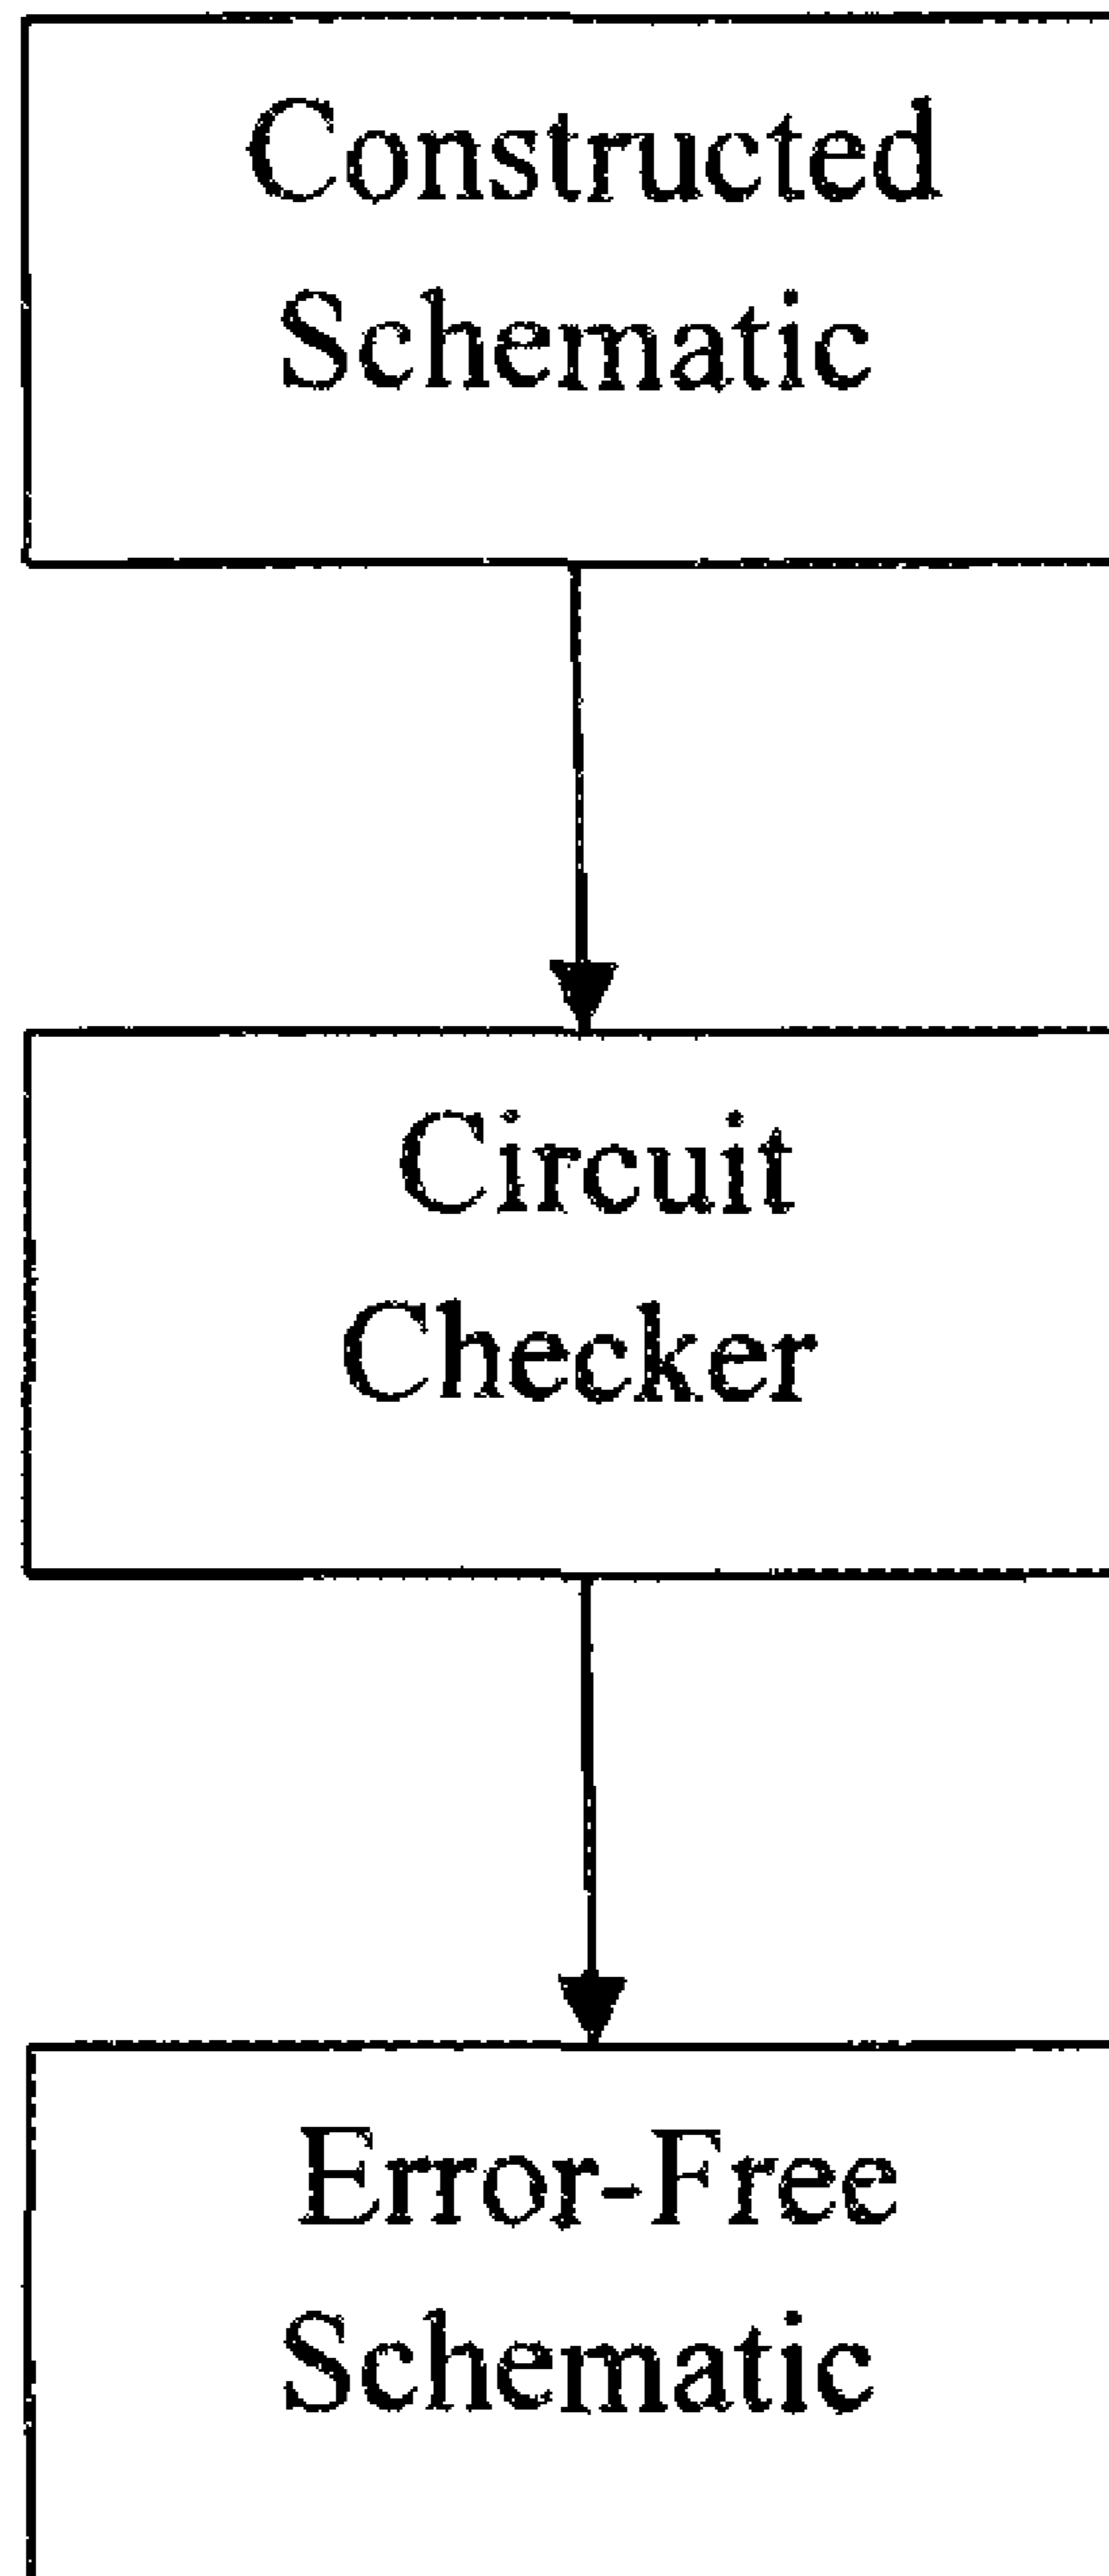 Constructed
Schematic
Circuit
Checker
Error-Free
Schematic